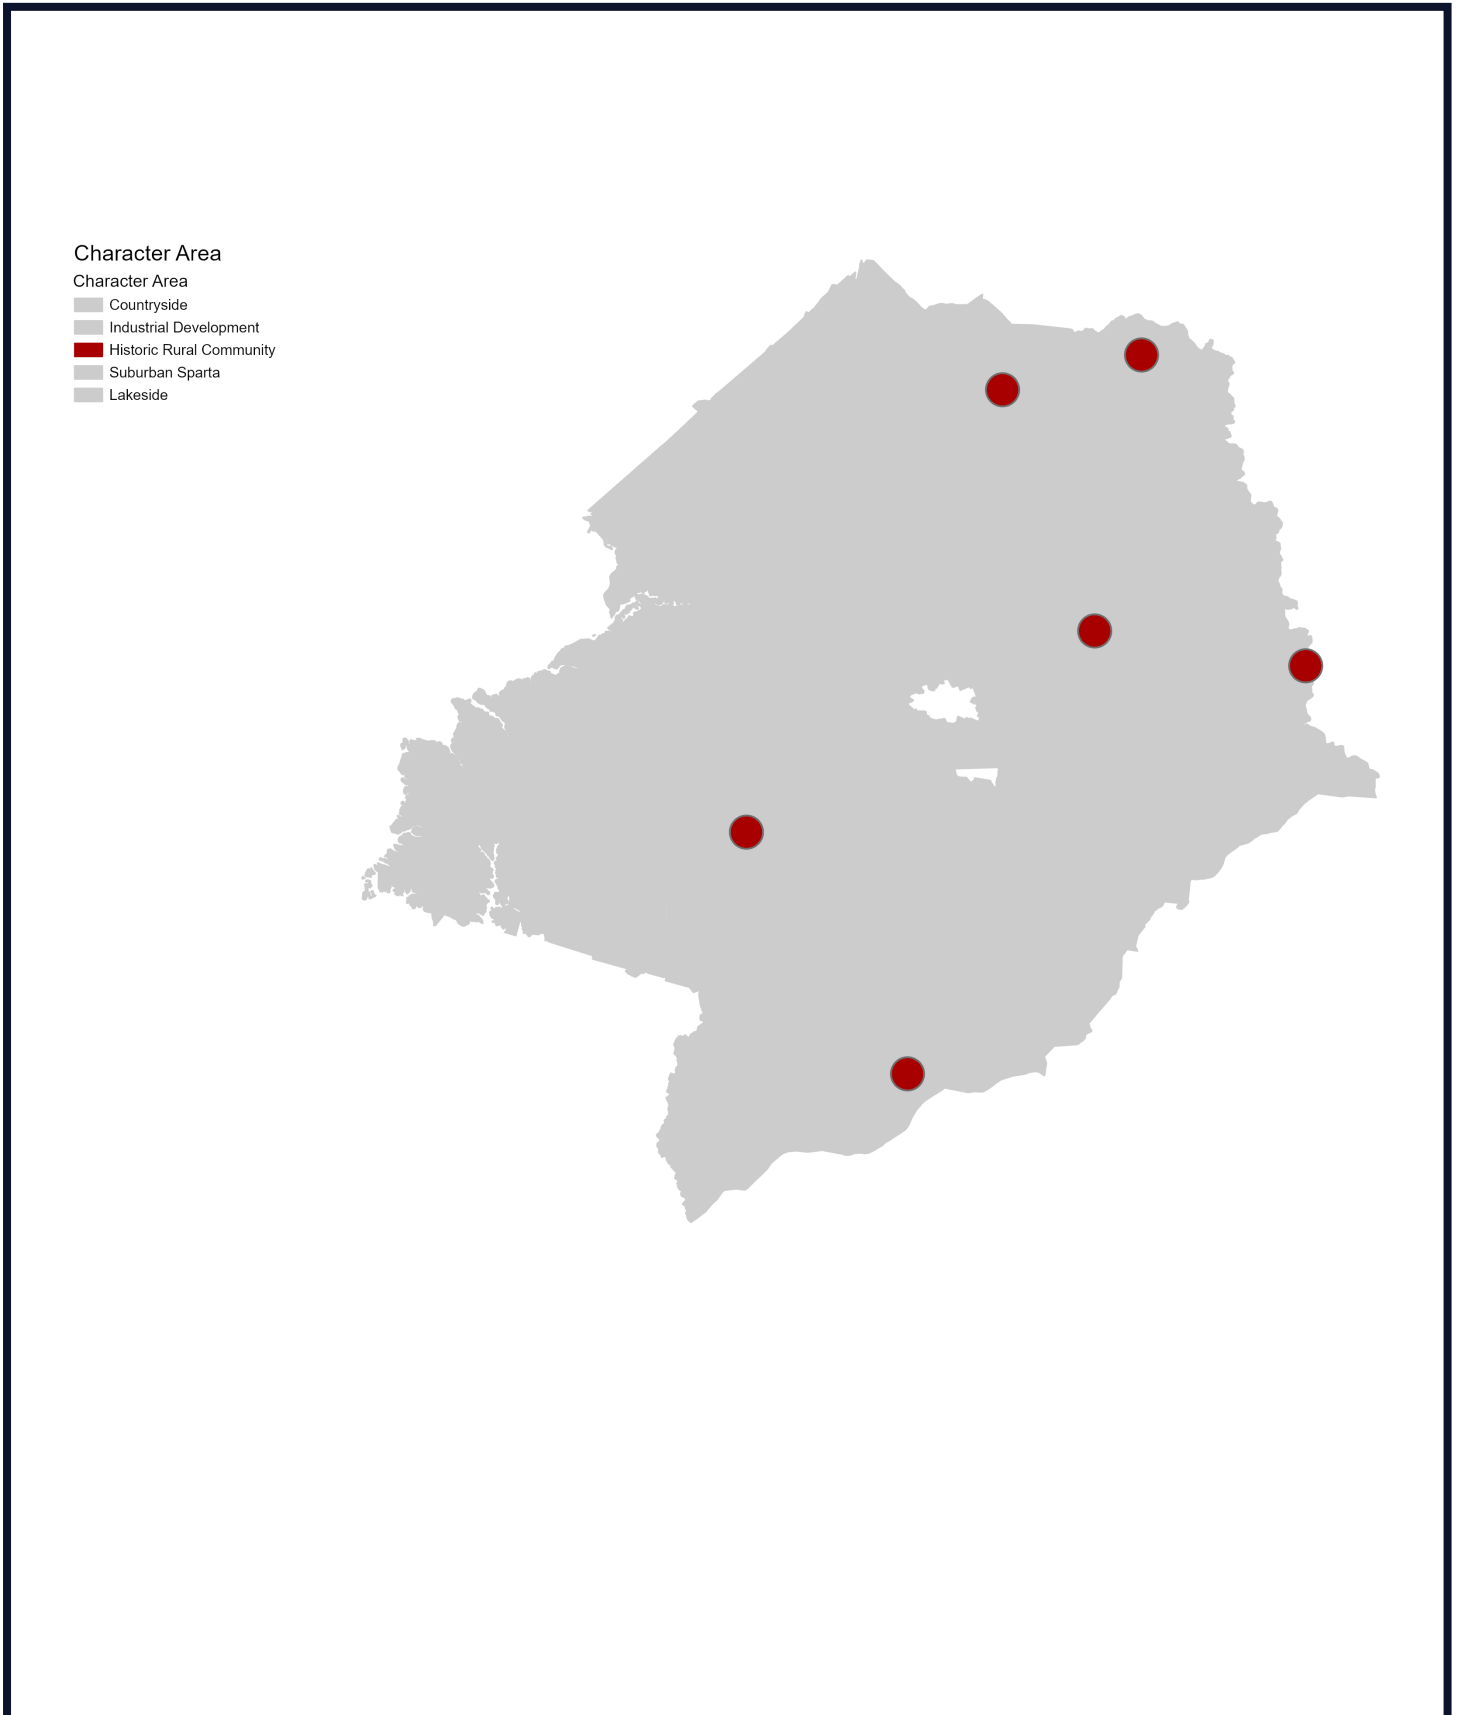 Character Area
Character Area
Countryside
Industrial Development
Historic Rural Community
Suburban Sparta
Lakeside